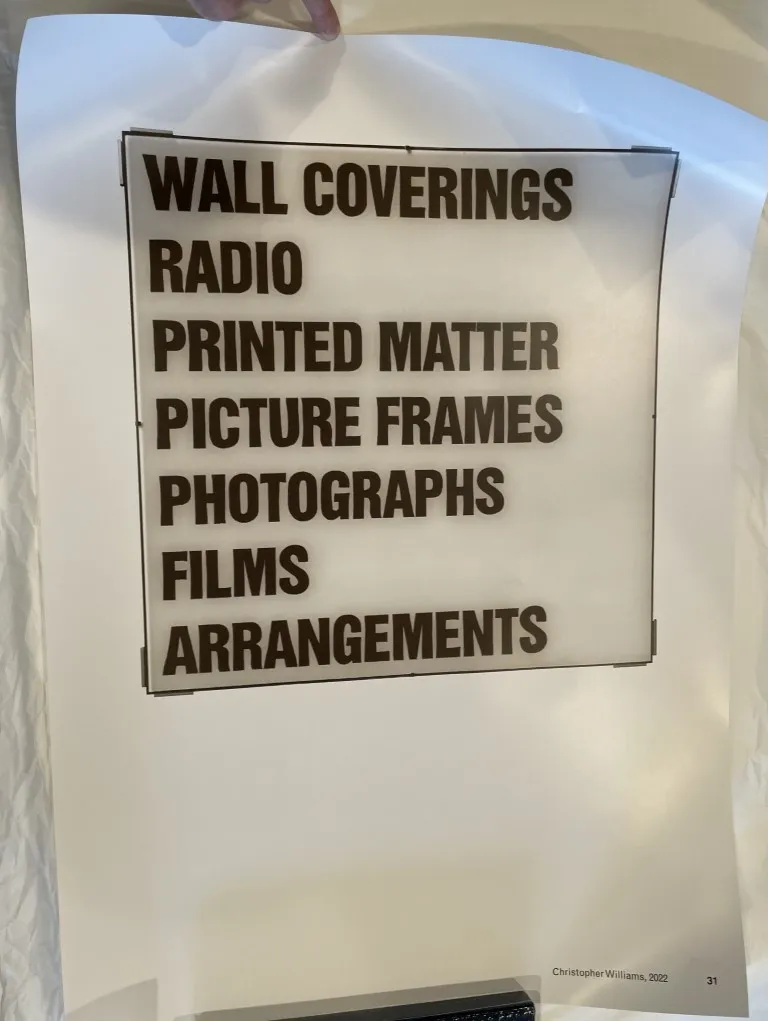 WALL COVERINGS
RADIO
PRINTED MATTER
PICTURE FRAMES
PHOTOGRAPHS
FILMS
ARRANGEMENTS
Christopher Williams, 2022
31